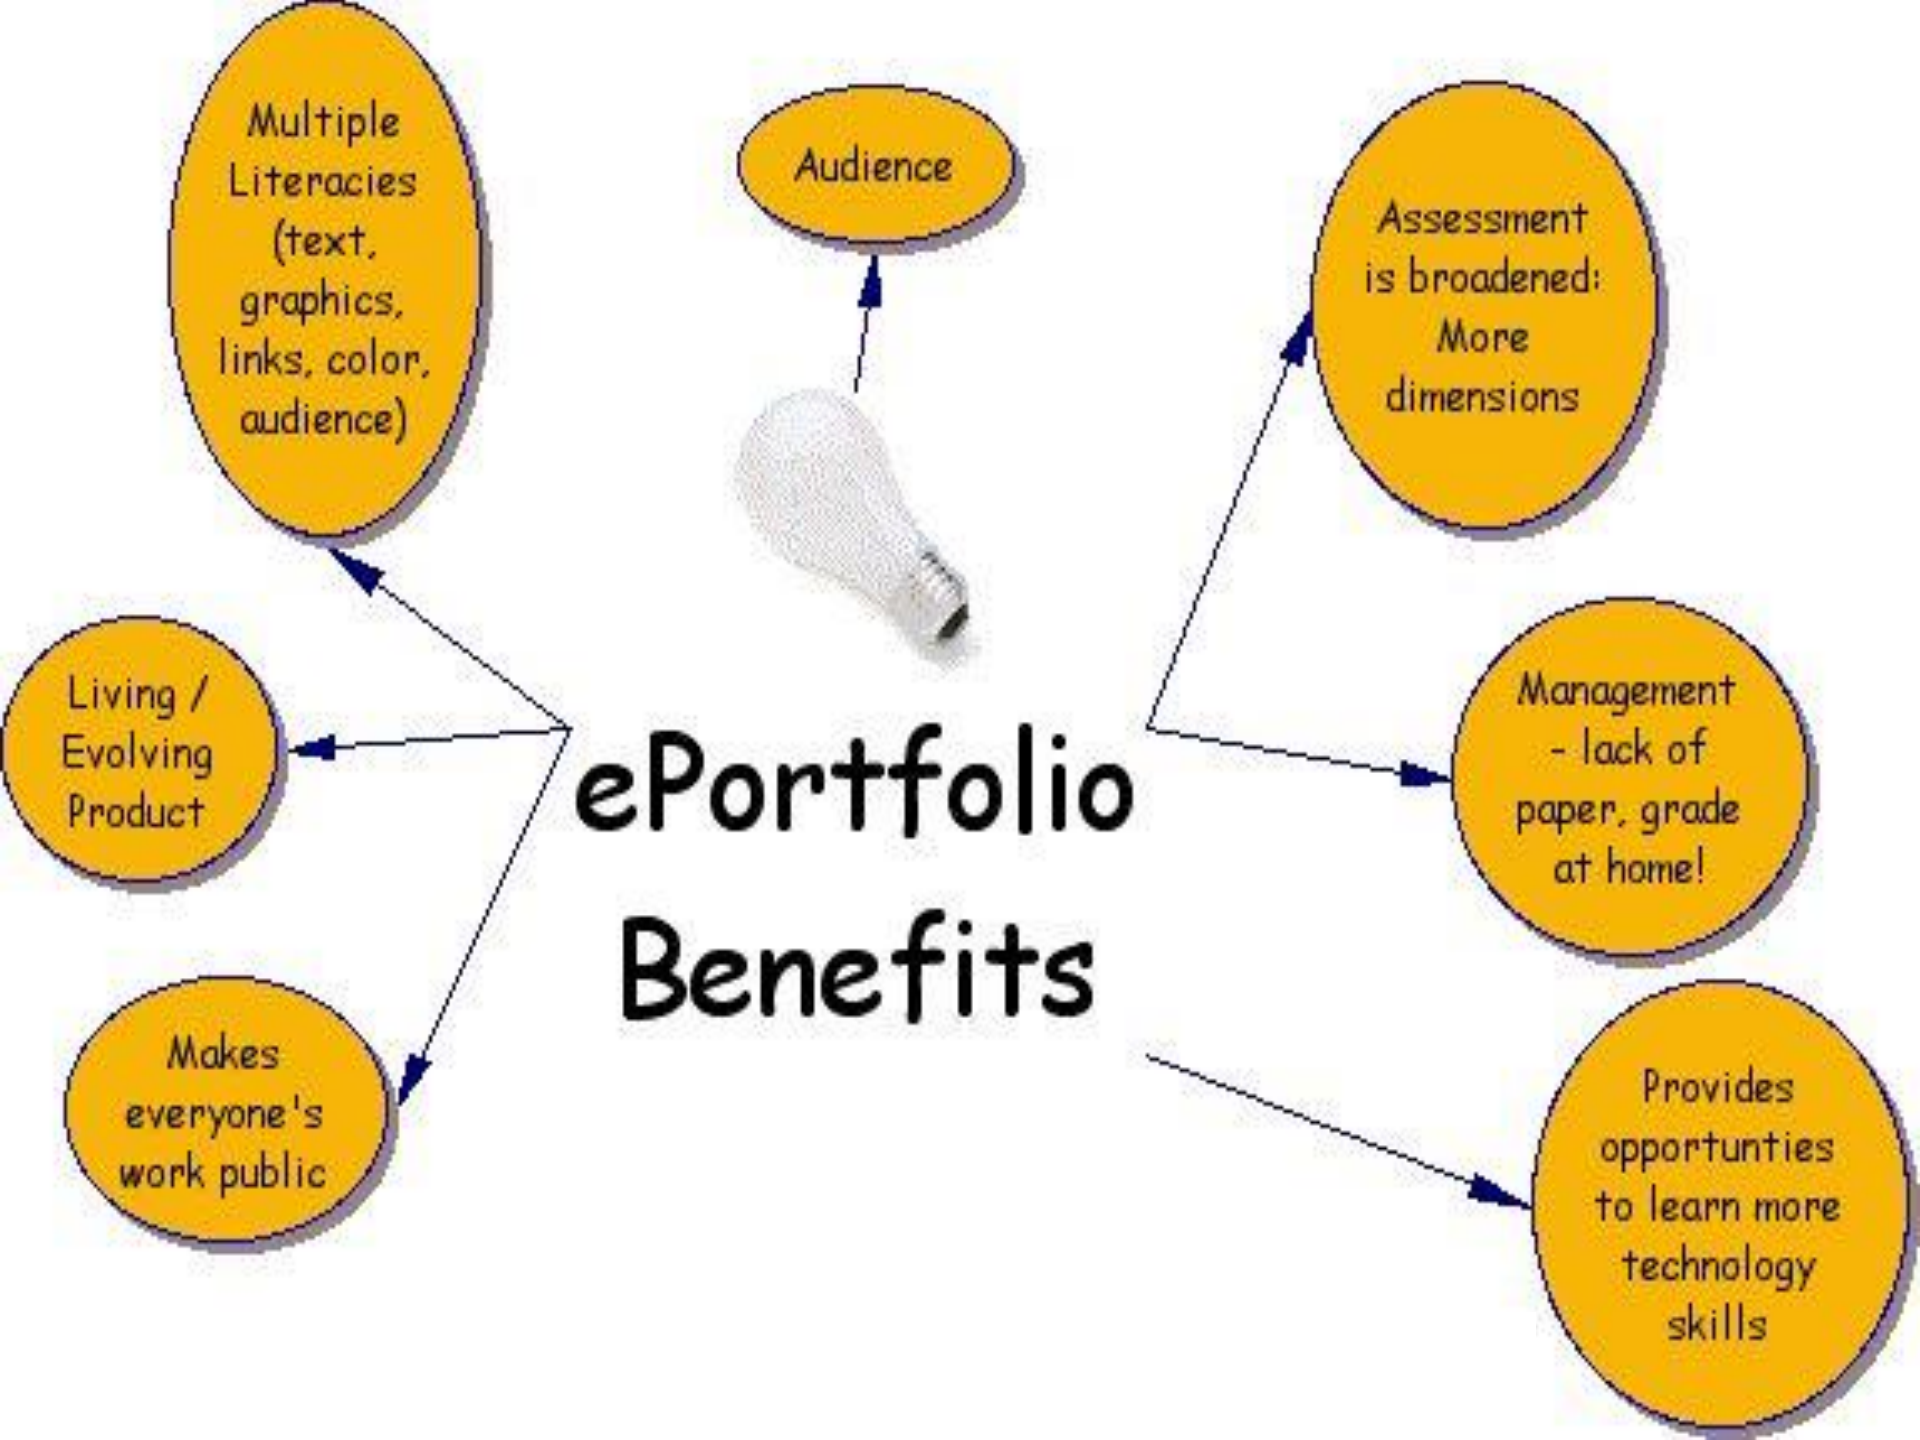 Multiple
Literacies
(text,
graphics,
links, color,
audience)
Audience
Assessment
is broadened:
More
dimensions
Living /
Evolving
Product
ePortfolio
Benefits
Management
- lack of
paper, grade
at home!
Makes
everyone's
work public
Provides
opportunties
to learn more
technology
skills